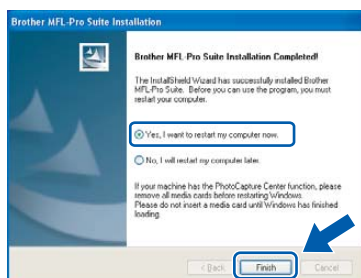 Brother MFL-Pro Suite Installation
Brother MFL-Pro Suite Installation Completed!
The InstallShield Wizard has successfully installed Brother
MFL-Pro Suite. Before you can use the program, you must
restart your computer.
Yes, I want to restart my computer now.
No, I will restart my computer later.
If your machine has the PhotoCapture Center function, please
remove all media cards before restarting Windows.
Please do not insert a media card until Windows has finished
loading.
< Back Finish Cancel